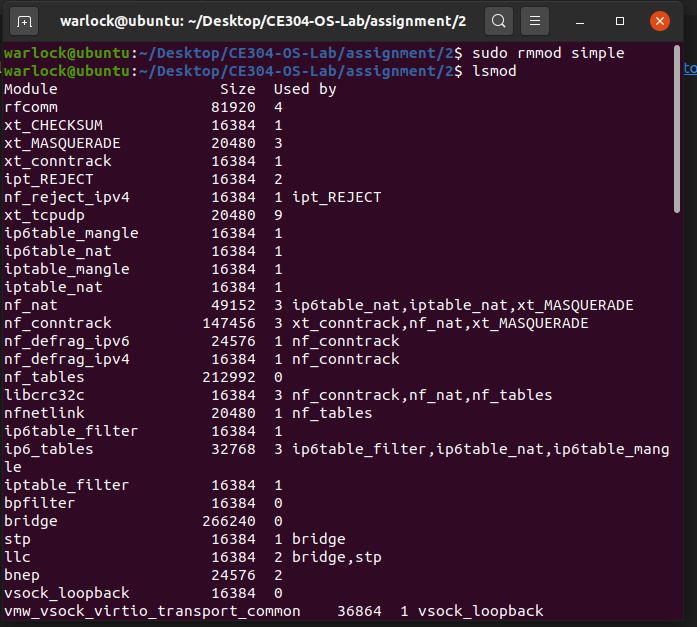 warlock@ubuntu: ~/Desktop/CE304-OS-Lab/assignment/2
warlock@ubuntu:~/Desktop/CE304-OS-Lab/assignment/2$ sudo rmmod simple
warlock@ubuntu:~/Desktop/CE304-OS-Lab/assignment/2$ lsmod
to
Module                  Size  Used by
rfcomm                 81920  4
xt_CHECKSUM            16384  1
xt_MASQUERADE          20480  3
xt_conntrack           16384  1
ipt_REJECT             16384  2
nf_reject_ipv4         16384  1 ipt_REJECT
xt_tcpudp              20480  9
ip6table_mangle        16384  1
ip6table_nat           16384  1
iptable_mangle         16384  1
iptable_nat            16384  1
nf_nat                 49152  3 ip6table_nat,iptable_nat,xt_MASQUERADE
nf_conntrack          147456  3 xt_conntrack,nf_nat,xt_MASQUERADE
nf_defrag_ipv6         24576  1 nf_conntrack
nf_defrag_ipv4         16384  1 nf_conntrack
nf_tables             212992  0
libcrc32c              16384  3 nf_conntrack,nf_nat,nf_tables
nfnetlink              20480  1 nf_tables
ip6table_filter        16384  1
ip6_tables             32768  3 ip6table_filter,ip6table_nat,ip6table_mang
le
iptable_filter         16384  1
bpfilter               16384  0
bridge                266240  0
stp                    16384  1 bridge
llc                    16384  2 bridge,stp
bnep                   24576  2
vsock_loopback         16384  0
vmw_vsock_virtio_transport_common    36864  1 vsock_loopback